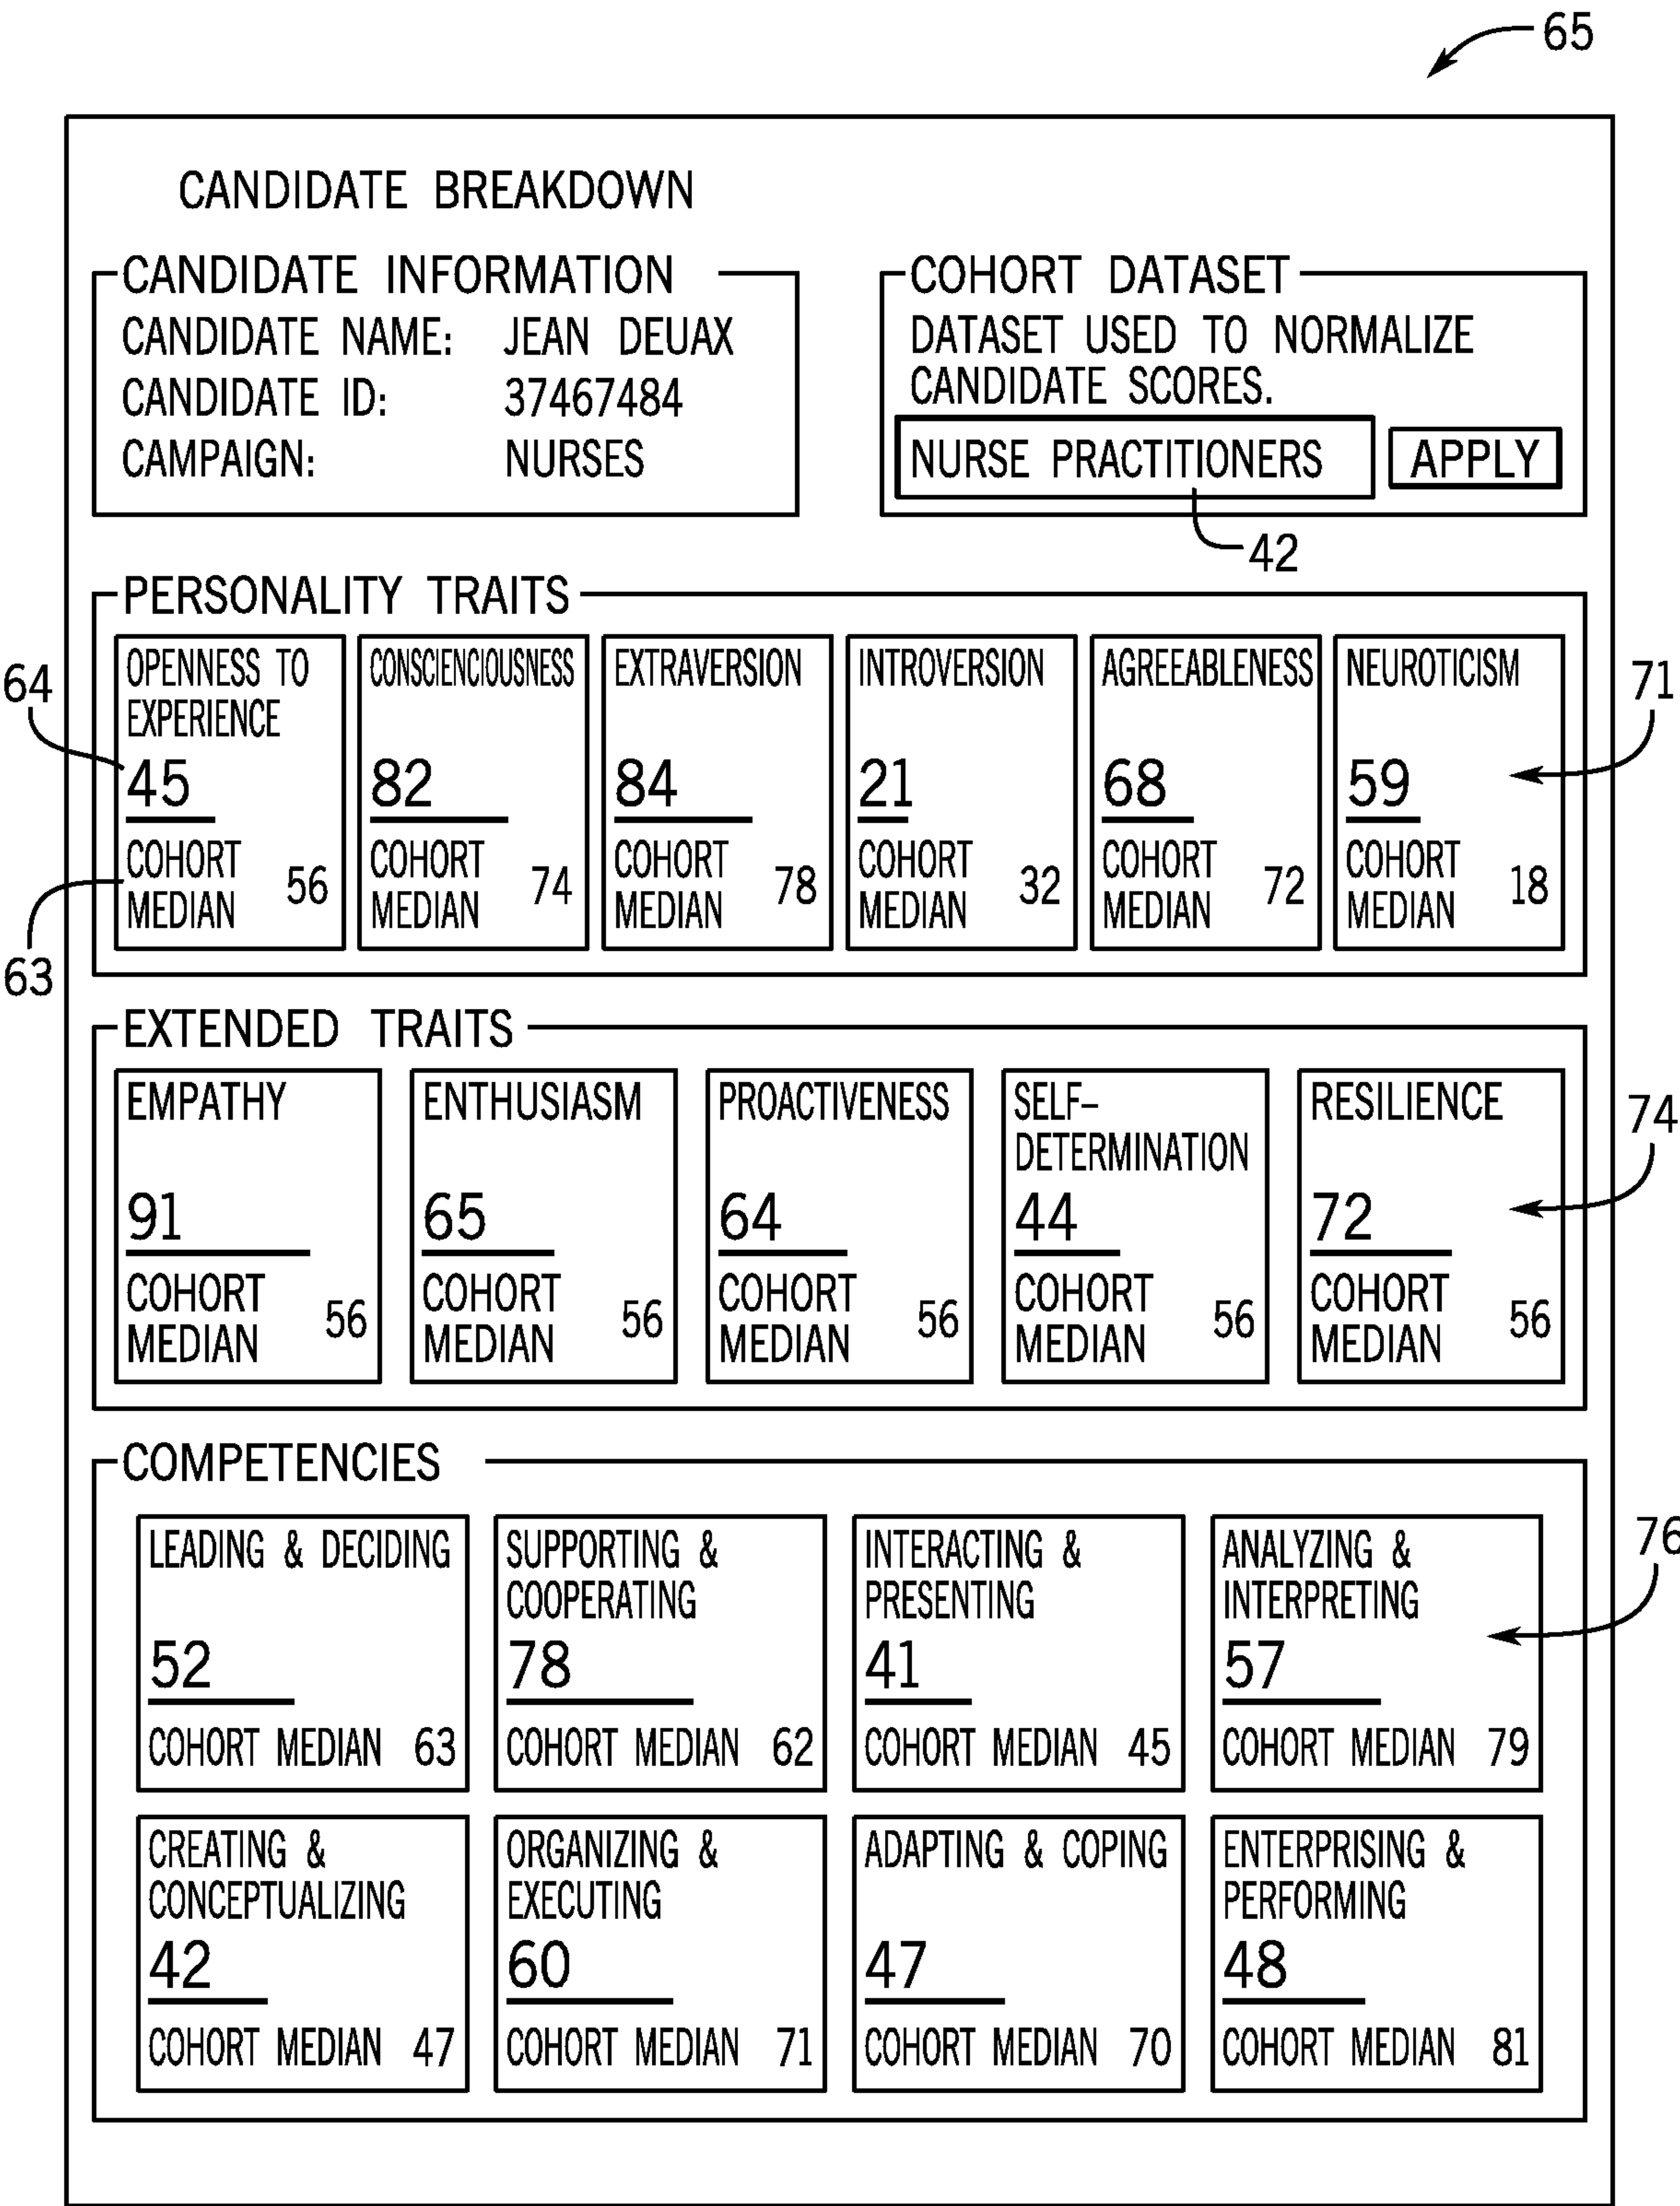 65
CANDIDATE BREAKDOWN
CANDIDATE INFORMATION
CANDIDATE NAME: JEAN DEUAX
CANDIDATE ID: 37467484
CAMPAIGN: NURSES
COHORT DATASET
DATASET USED TO NORMALIZE
CANDIDATE SCORES.
NURSE PRACTITIONERS
APPLY
42
PERSONALITY TRAITS
64
63
71
OPENNESS TO
EXPERIENCE
45
COHORT
MEDIAN 56
CONSCIENCIOUSNESS
82
COHORT
MEDIAN 74
EXTRAVERSION
84
COHORT
MEDIAN 78
INTROVERSION
21
COHORT
MEDIAN 32
AGREEABLENESS
68
COHORT
MEDIAN 72
NEUROTICISM
59
COHORT
MEDIAN 18
EXTENDED TRAITS
74
EMPATHY
91
COHORT
MEDIAN 56
ENTHUSIASM
65
COHORT
MEDIAN 56
PROACTIVENESS
64
COHORT
MEDIAN 56
SELF-
DETERMINATION
44
COHORT
MEDIAN 56
RESILIENCE
72
COHORT
MEDIAN 56
COMPETENCIES
76
LEADING & DECIDING
52
COHORT MEDIAN 63
SUPPORTING &
COOPERATING
78
COHORT MEDIAN 62
INTERACTING &
PRESENTING
41
COHORT MEDIAN 45
ANALYZING &
INTERPRETING
57
COHORT MEDIAN 79
CREATING &
CONCEPTUALIZING
42
COHORT MEDIAN 47
ORGANIZING &
EXECUTING
60
COHORT MEDIAN 71
ADAPTING & COPING
47
COHORT MEDIAN 70
ENTERPRISING &
PERFORMING
48
COHORT MEDIAN 81